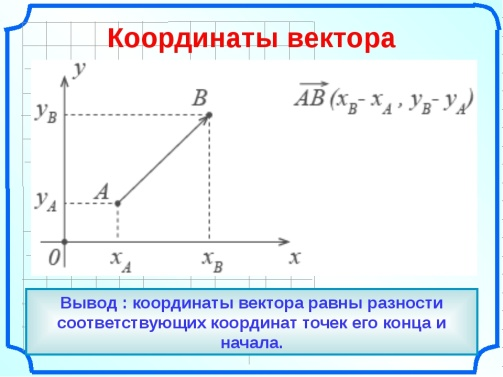 Координаты вектора
y
B
AB (x_B - x_A , y_B - y_A)
y_B
A
y_A
0 x_A x_B x
Вывод : координаты вектора равны разности
соответствующих координат точек его конца и
начала.